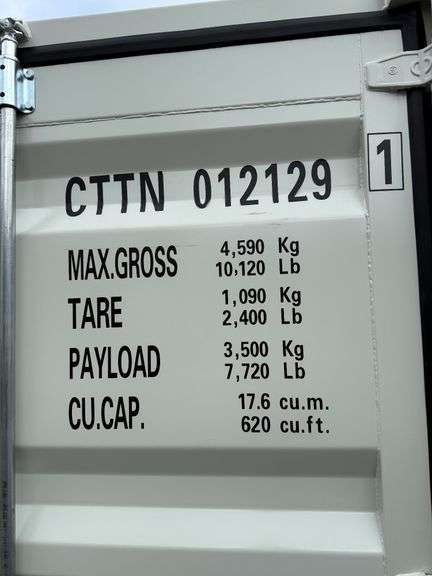 CTTN 012129 1
MAX.GROSS 4,590 Kg
10,120 Lb
TARE 1,090 Kg
2,400 Lb
PAYLOAD 3,500 Kg
7,720 Lb
CU.CAP. 17.6 cu.m.
620 cu.ft.